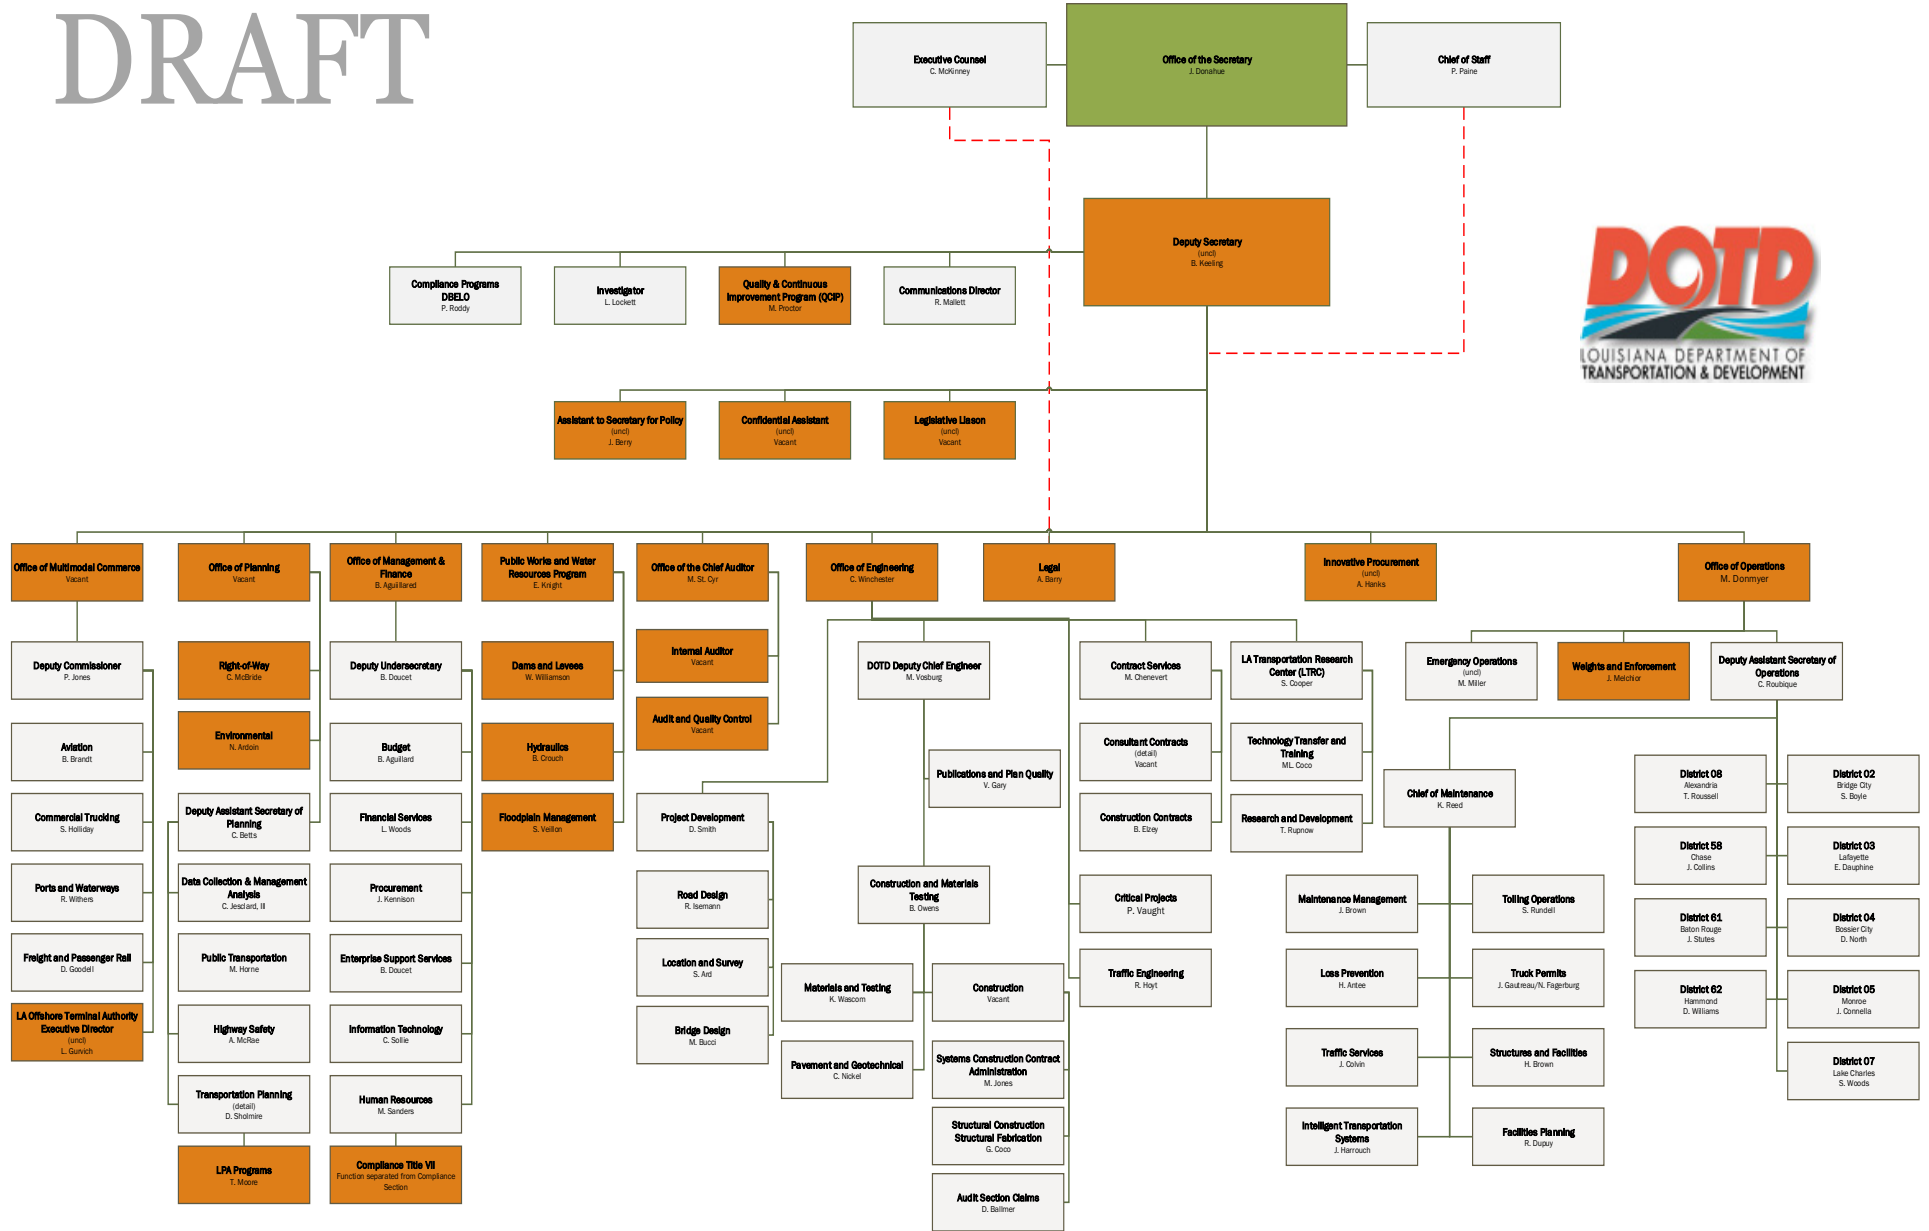 DRAFT
Executive Counsel
C. McKinney
Office of the Secretary
J. Donahue
Chief of Staff
P. Paine
Deputy Secretary
(uncl)
B. Keeling
DOTD
LOUISIANA DEPARTMENT OF
TRANSPORTATION & DEVELOPMENT
Compliance Programs
DBELO
P. Roddy
Investigator
L. Lockett
Quality & Continuous
Improvement Program (QCIP)
M. Proctor
Communications Director
R. Mallett
Assistant to Secretary for Policy
(uncl)
J. Berry
Confidential Assistant
(uncl)
Vacant
Legislative Liason
(uncl)
Vacant
Office of Multimodal Commerce
Vacant
Office of Planning
Vacant
Office of Management &
Finance
B. Aguillared
Public Works and Water
Resources Program
E. Knight
Office of the Chief Auditor
M. St. Cyr
Office of Engineering
C. Winchester
Legal
A. Barry
Innovative Procurement
(uncl)
A. Hanks
Office of Operations
M. Donmyer
Deputy Commissioner
P. Jones
Aviation
B. Brandt
Commercial Trucking
S. Holliday
Ports and Waterways
R. Withers
Freight and Passenger Rail
D. Goodell
LA Offshore Terminal Authority
Executive Director
(uncl)
L. Gurvich
Right-of-Way
C. McBride
Environmental
N. Ardoin
Deputy Assistant Secretary of
Planning
C. Betts
Data Collection & Management
Analysis
C. Jesclard, III
Public Transportation
M. Horne
Highway Safety
A. McRae
Transportation Planning
(detail)
D. Sholmire
LPA Programs
T. Moore
Deputy Undersecretary
B. Doucet
Budget
B. Aguillard
Financial Services
L. Woods
Procurement
J. Kennison
Enterprise Support Services
B. Doucet
Information Technology
C. Sollie
Human Resources
M. Sanders
Compliance Title VII
Function separated from Compliance
Section
Dams and Levees
W. Williamson
Hydraulics
B. Crouch
Floodplain Management
S. Veillon
Internal Auditor
Vacant
Audit and Quality Control
Vacant
Project Development
D. Smith
Road Design
R. Isemann
Location and Survey
S. Ard
Bridge Design
M. Bucci
DOTD Deputy Chief Engineer
M. Vosburg
Publications and Plan Quality
V. Gary
Construction and Materials
Testing
B. Owens
Materials and Testing
K. Wascom
Pavement and Geotechnical
C. Nickel
Construction
Vacant
Systems Construction Contract
Administration
M. Jones
Structural Construction
Structural Fabrication
G. Coco
Audit Section Claims
D. Ballmer
Contract Services
M. Chenevert
Consultant Contracts
(detail)
Vacant
Construction Contracts
B. Elzey
Critical Projects
P. Vaught
Traffic Engineering
R. Hoyt
LA Transportation Research
Center (LTRC)
S. Cooper
Technology Transfer and
Training
ML. Coco
Research and Development
T. Rupnow
Emergency Operations
(uncl)
M. Miller
Weights and Enforcement
J. Melchior
Deputy Assistant Secretary of
Operations
C. Roubique
Chief of Maintenance
K. Reed
Maintenance Management
J. Brown
Tolling Operations
S. Rundell
Loss Prevention
H. Antee
Truck Permits
J. Gautreau/N. Fagerburg
Traffic Services
J. Colvin
Structures and Facilities
H. Brown
Intelligent Transportation
Systems
J. Harrouch
Facilities Planning
R. Dupuy
District 08
Alexandria
T. Roussell
District 02
Bridge City
S. Boyle
District 58
Chase
J. Collins
District 03
Lafayette
E. Dauphine
District 61
Baton Rouge
J. Stutes
District 04
Bossier City
D. North
District 62
Hammond
D. Williams
District 05
Monroe
J. Connella
District 07
Lake Charles
S. Woods